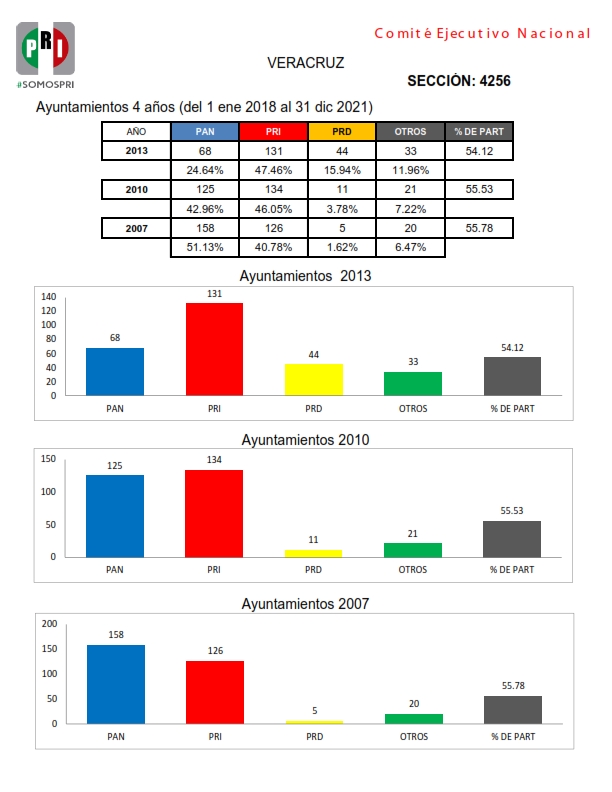 Comité Ejecutivo Nacional
PRI
#SOMOSPRI
VERACRUZ
SECCIÓN: 4256
Ayuntamientos 4 años (del 1 ene 2018 al 31 dic 2021)
AÑO PAN PRI PRD OTROS % DE PART
2013 68 131 44 33 54.12
24.64% 47.46% 15.94% 11.96%
2010 125 134 11 21 55.53
42.96% 46.05% 3.78% 7.22%
2007 158 126 5 20 55.78
51.13% 40.78% 1.62% 6.47%
Ayuntamientos 2013
140
120
100
80
60
40
20
0
68 131 44 33 54.12
PAN PRI PRD OTROS % DE PART
Ayuntamientos 2010
150
100
50
0
125 134 11 21 55.53
PAN PRI PRD OTROS % DE PART
Ayuntamientos 2007
200
150
100
50
0
158 126 5 20 55.78
PAN PRI PRD OTROS % DE PART